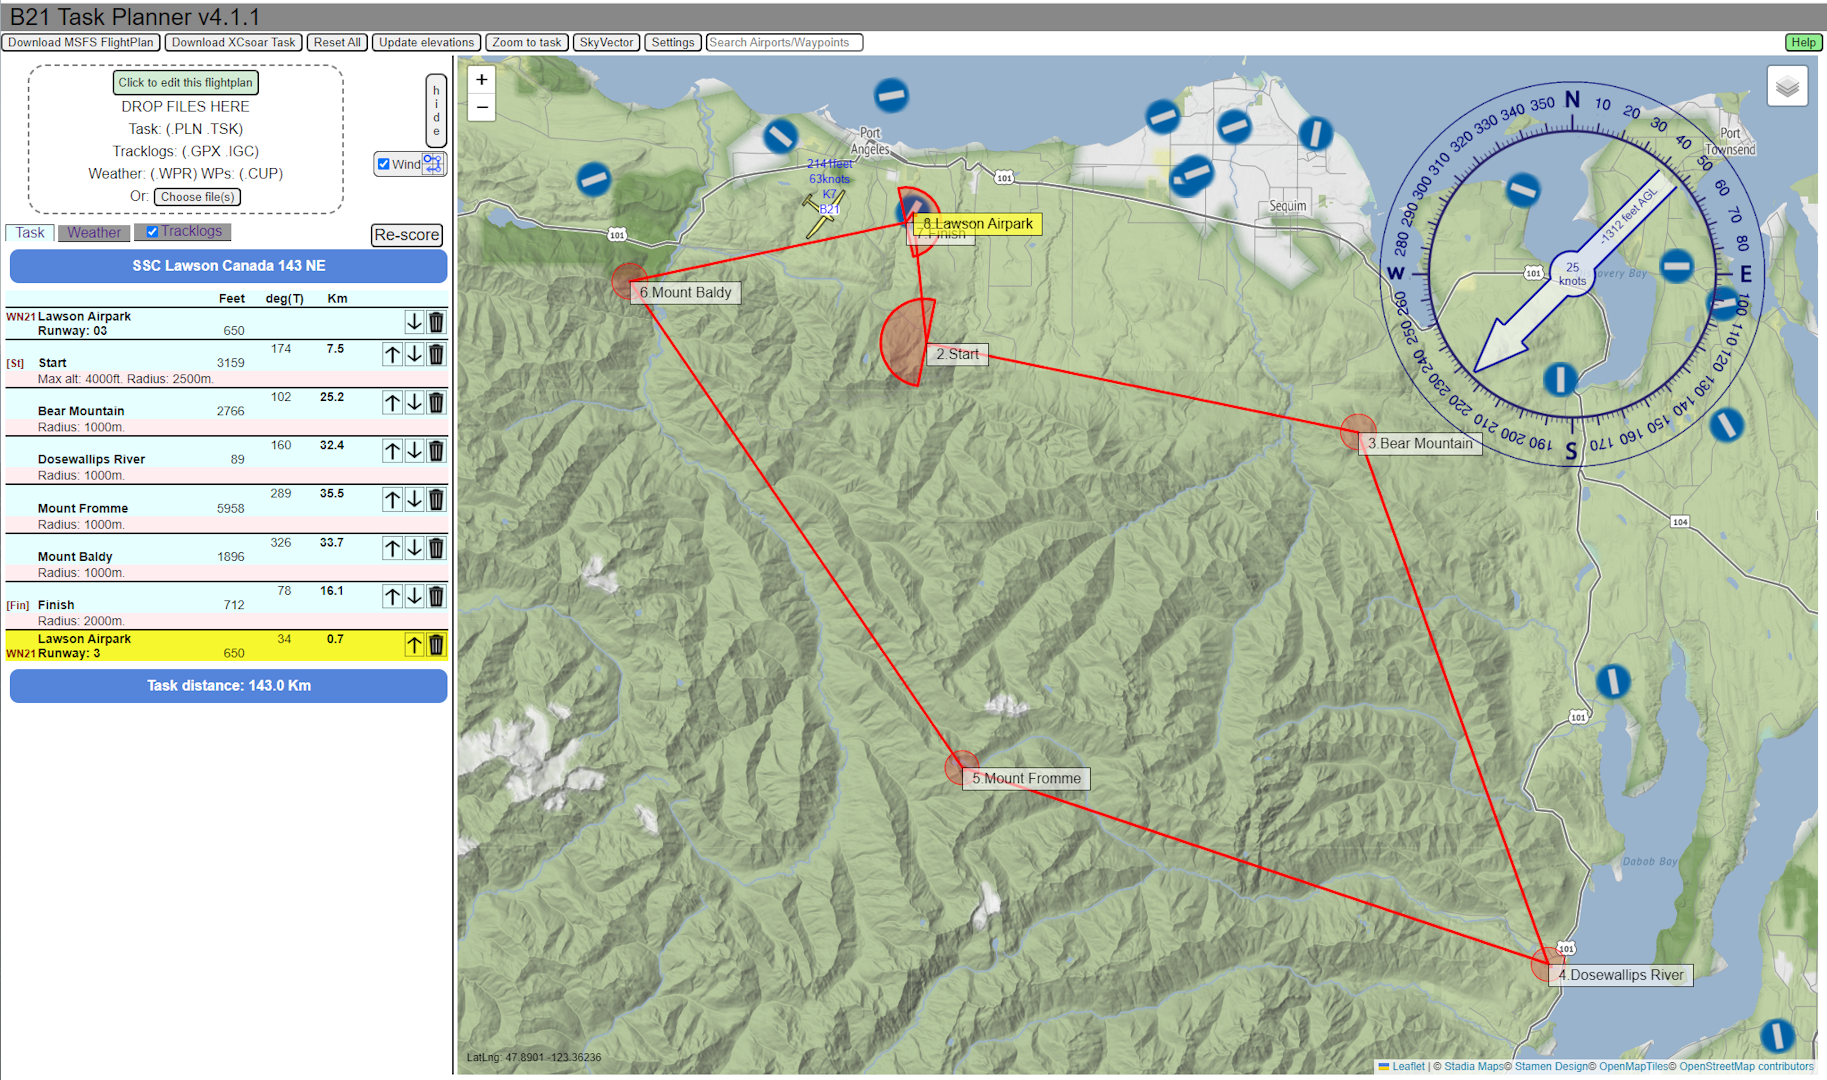 B21 Task Planner v4.1.1
Download MSFS FlightPlan Download XCsoar Task Reset All Update elevations Zoom to task SkyVector Settings Search Airports/Waypoints Help
Click to edit this flightplan
DROP FILES HERE
Task: (.PLN .TSK)
Tracklogs: (.GPX .IGC)
Weather: (.WPR) WPs: (.CUP)
Or: Choose file(s)
hide
Wind
Task Weather Tracklogs Re-score
SSC Lawson Canada 143 NE
Feet deg(T) Km
WN21 Lawson Airpark
Runway: 03 650
174 7.5
[St] Start 3159
Max alt: 4000ft. Radius: 2500m.
102 25.2
Bear Mountain 2766
Radius: 1000m.
160 32.4
Dosewallips River 89
Radius: 1000m.
289 35.5
Mount Fromme 5958
Radius: 1000m.
326 33.7
Mount Baldy 1896
Radius: 1000m.
78 16.1
[Fin] Finish 712
Radius: 2000m.
Lawson Airpark 34 0.7
WN21 Runway: 3 650
Task distance: 143.0 Km
+
−
Port
Angeles
2141feet
63knots
K7
B21
101
101
8.Lawson Airpark
7.Finish
6.Mount Baldy
2.Start
3.Bear Mountain
5.Mount Fromme
4.Dosewallips River
Sequim
Port
Townsend
N 10 20 30 40 50 60 70 80 E 100 110 120 130 140 150 160 170 S 190 200 210 220 230 240 250 260 W 280 290 300 310 320 330 340 350
-1312 feet AGL
25
knots
101
overy Bay
104
101
Dabob Bay
101
LatLng: 47.8901 -123.36236
Leaflet | © Stadia Maps© Stamen Design© OpenMapTiles© OpenStreetMap contributors